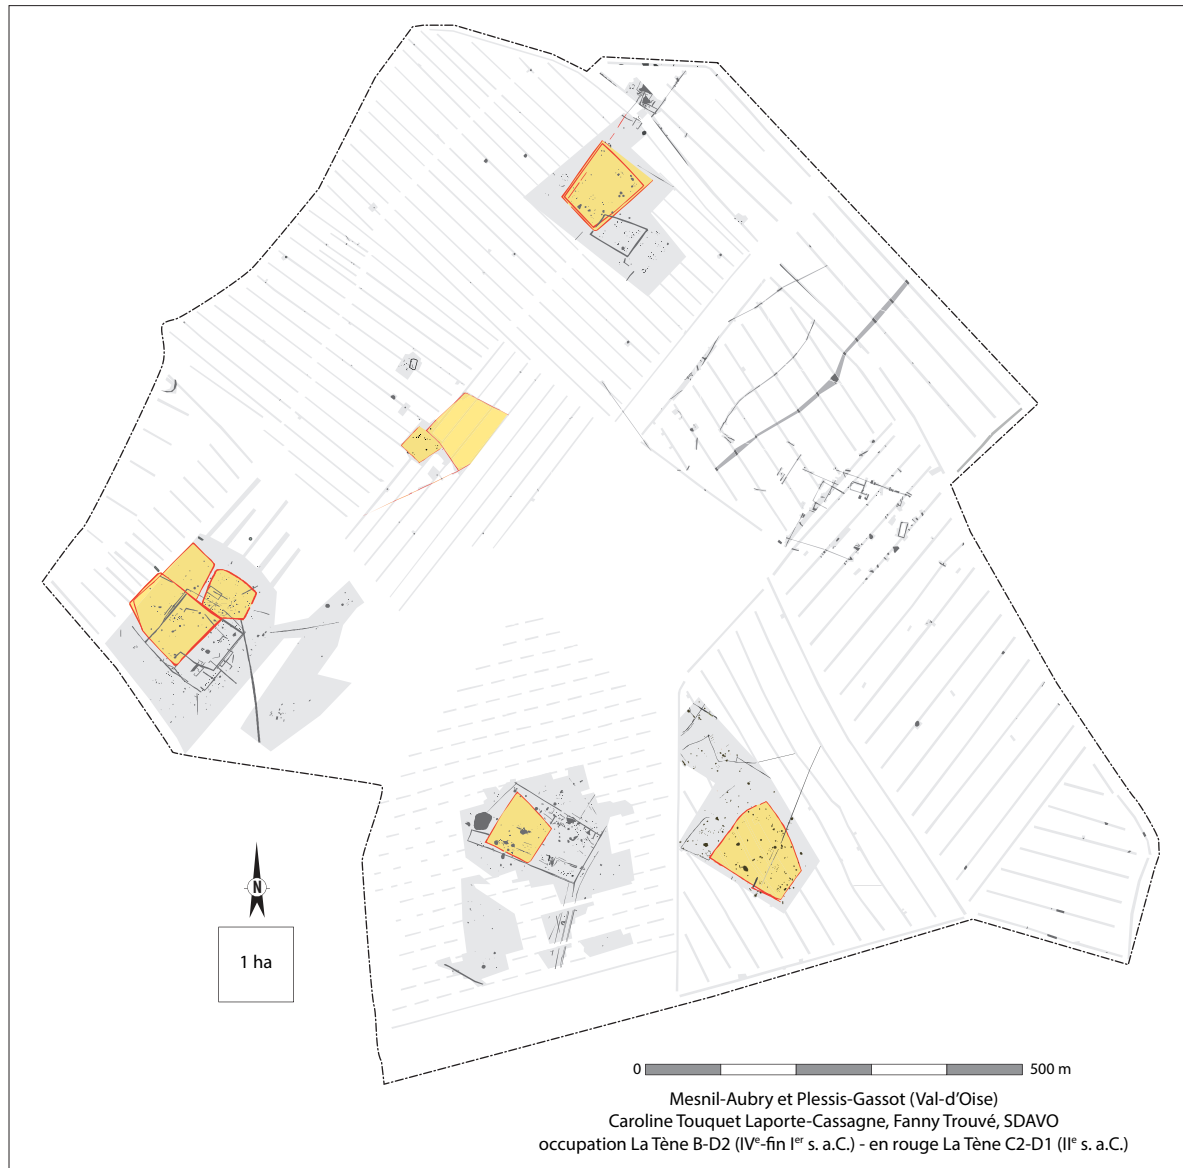 N
1 ha
0 500 m
Mesnil-Aubry et Plessis-Gassot (Val-d'Oise)
Caroline Touquet Laporte-Cassagne, Fanny Trouvé, SDAVO
occupation La Tène B-D2 (IVe-fin Ier s. a.C.) - en rouge La Tène C2-D1 (IIe s. a.C.)